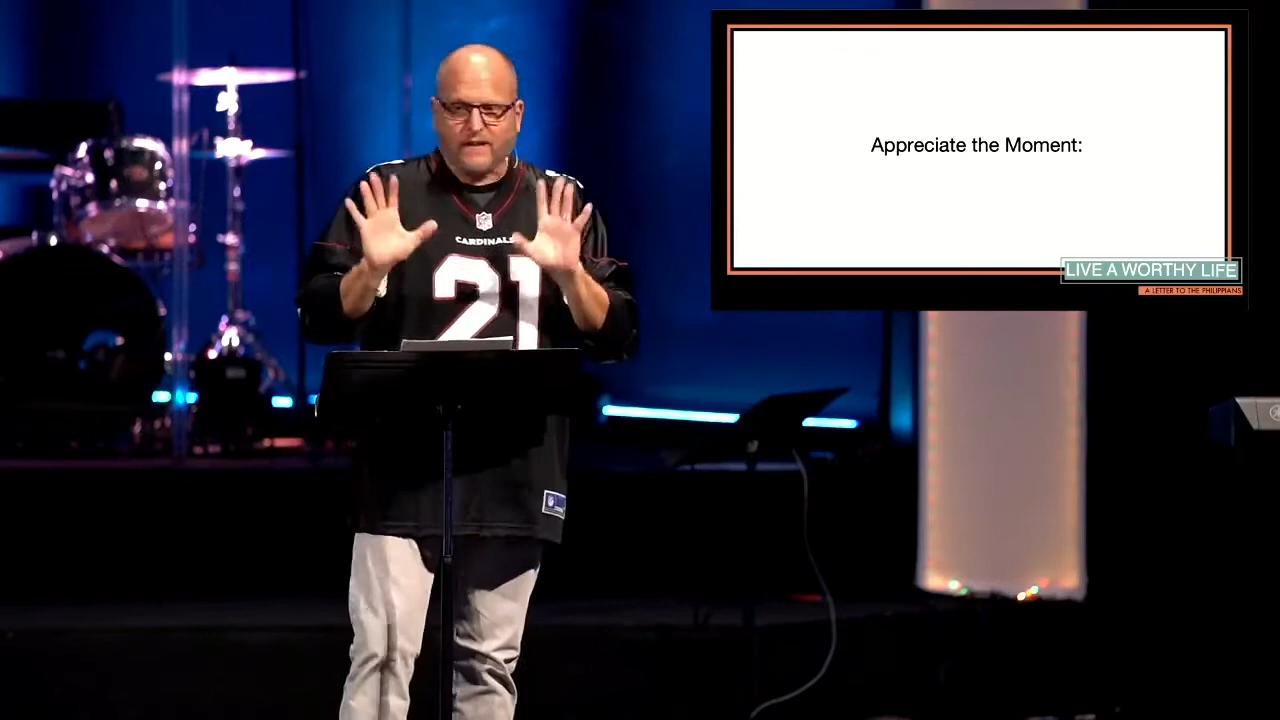 Appreciate the Moment:
LIVE A WORTHY LIFE
A LETTER TO THE PHILIPPIANS
CARDINALS
21